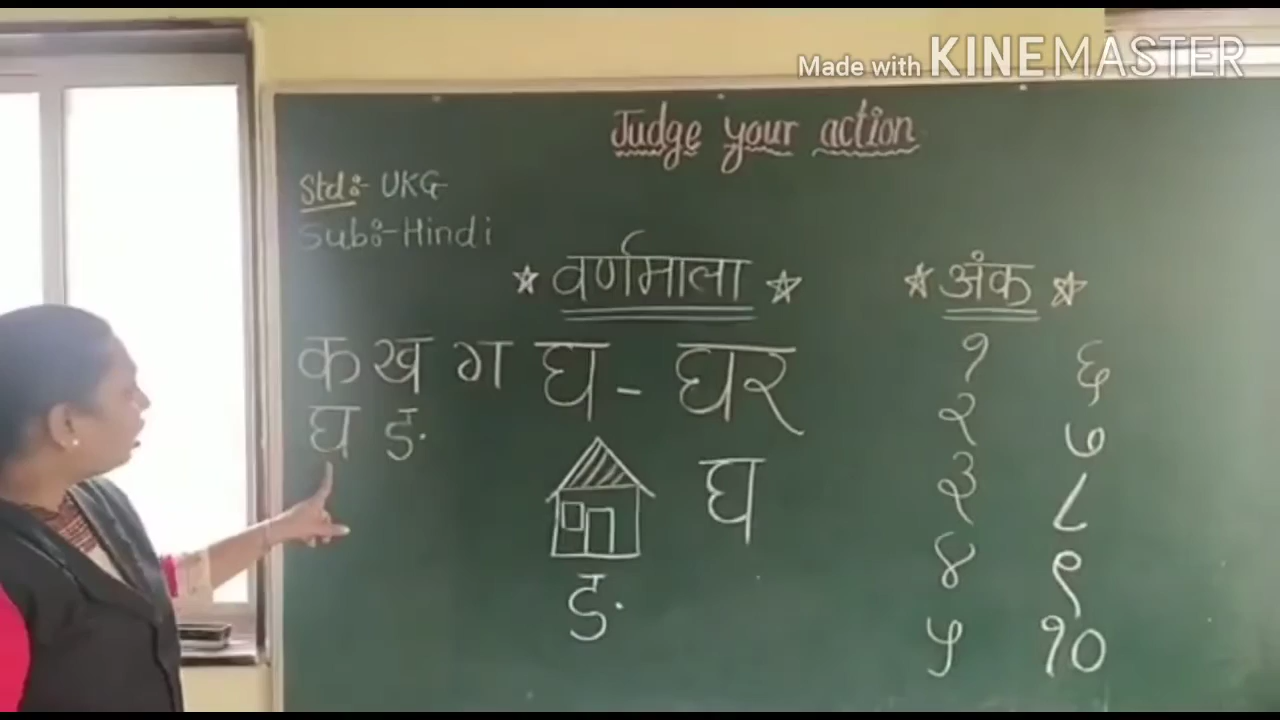 Made with KINEMASTER
Judge your action
Std:- UKG
Sub:- Hindi
वर्णमाला
अंक
क ख ग घ - घर
घ ङ
घ
ङ
१ ६
२ ७
३ ८
४ ९
५ १०